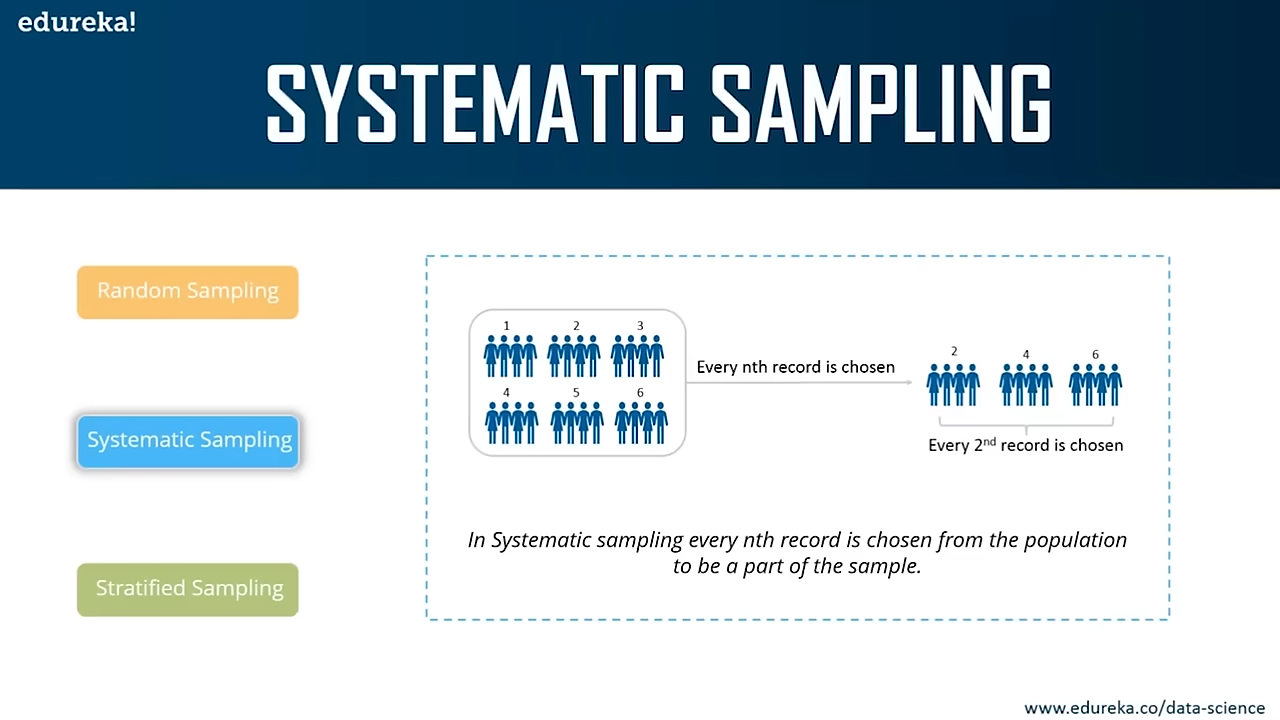 edureka!
SYSTEMATIC SAMPLING
Random Sampling
Systematic Sampling
Stratified Sampling
1 2 3
4 5 6
Every nth record is chosen
2 4 6
Every 2nd record is chosen
In Systematic sampling every nth record is chosen from the population
to be a part of the sample.
www.edureka.co/data-science